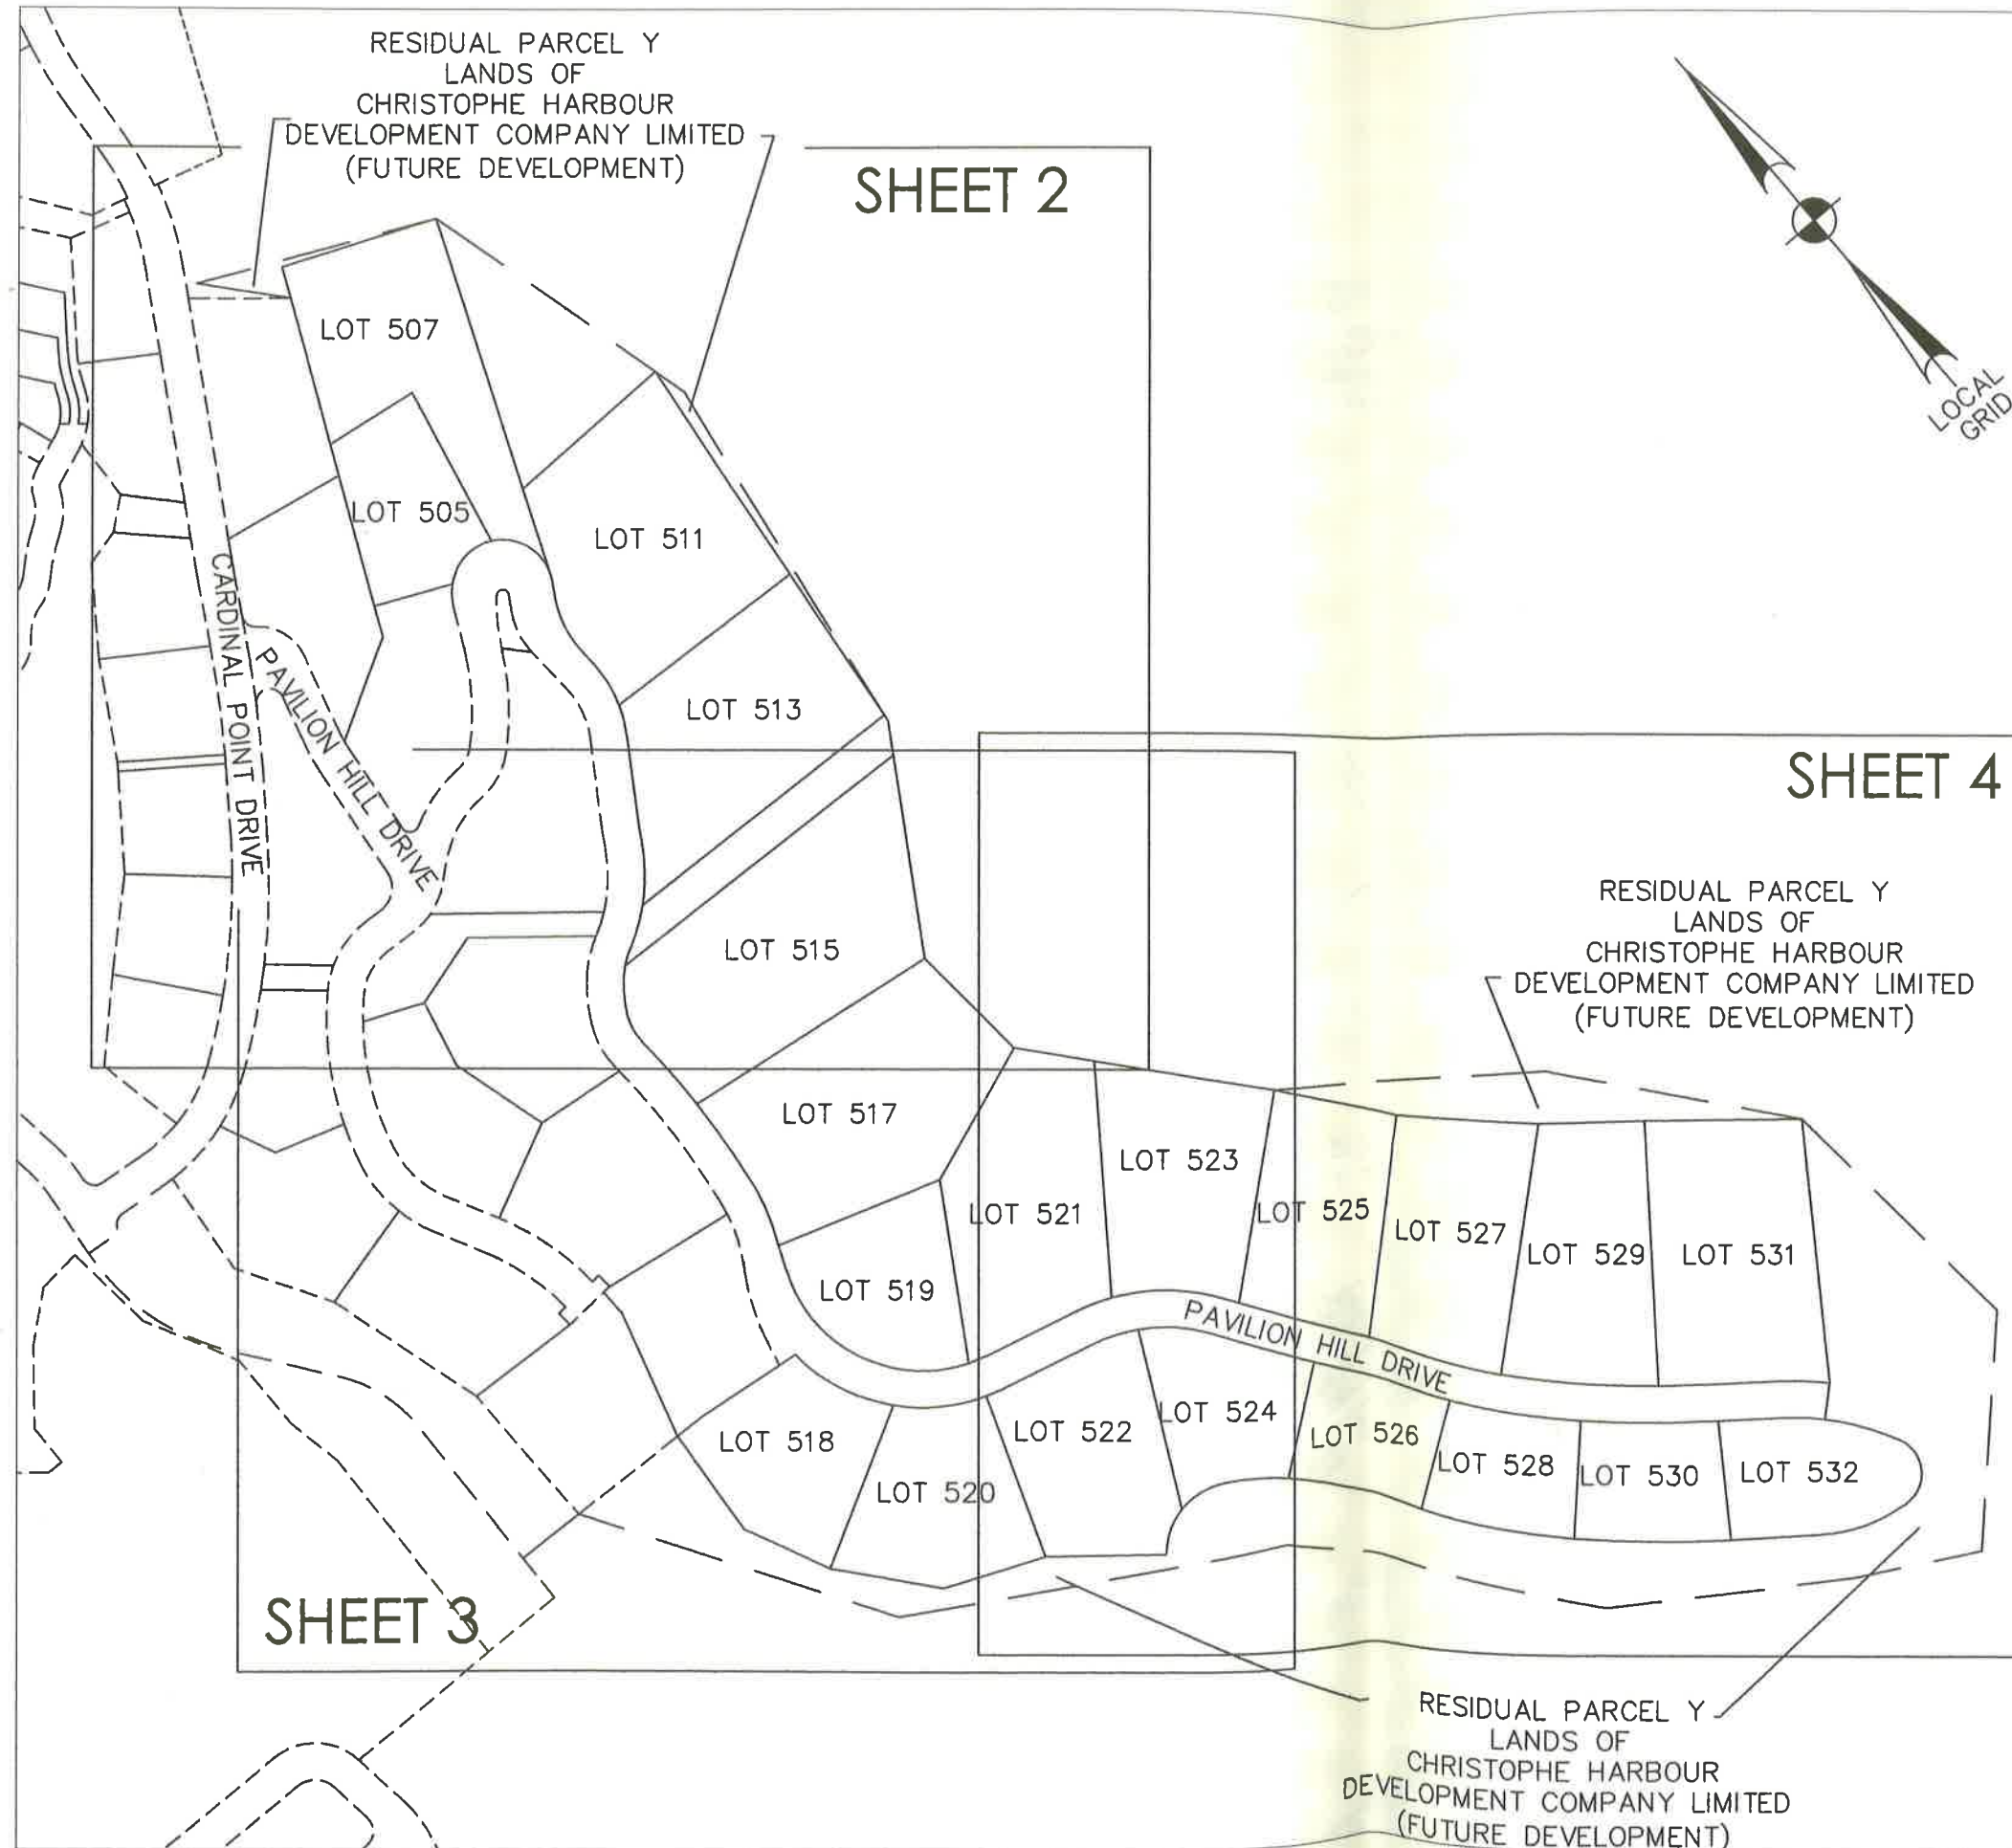 RESIDUAL PARCEL Y
LANDS OF
CHRISTOPHE HARBOUR
DEVELOPMENT COMPANY LIMITED
(FUTURE DEVELOPMENT)
SHEET 2
LOCAL
GRID
LOT 507
LOT 505
LOT 511
CARDINAL POINT DRIVE
PAVILION HILL DRIVE
LOT 513
SHEET 4
RESIDUAL PARCEL Y
LANDS OF
CHRISTOPHE HARBOUR
DEVELOPMENT COMPANY LIMITED
(FUTURE DEVELOPMENT)
LOT 515
LOT 517
LOT 523
LOT 521
LOT 525
LOT 527
LOT 529
LOT 531
LOT 519
PAVILION HILL DRIVE
LOT 518
LOT 520
LOT 522
LOT 524
LOT 526
LOT 528
LOT 530
LOT 532
SHEET 3
RESIDUAL PARCEL Y
LANDS OF
CHRISTOPHE HARBOUR
DEVELOPMENT COMPANY LIMITED
(FUTURE DEVELOPMENT)